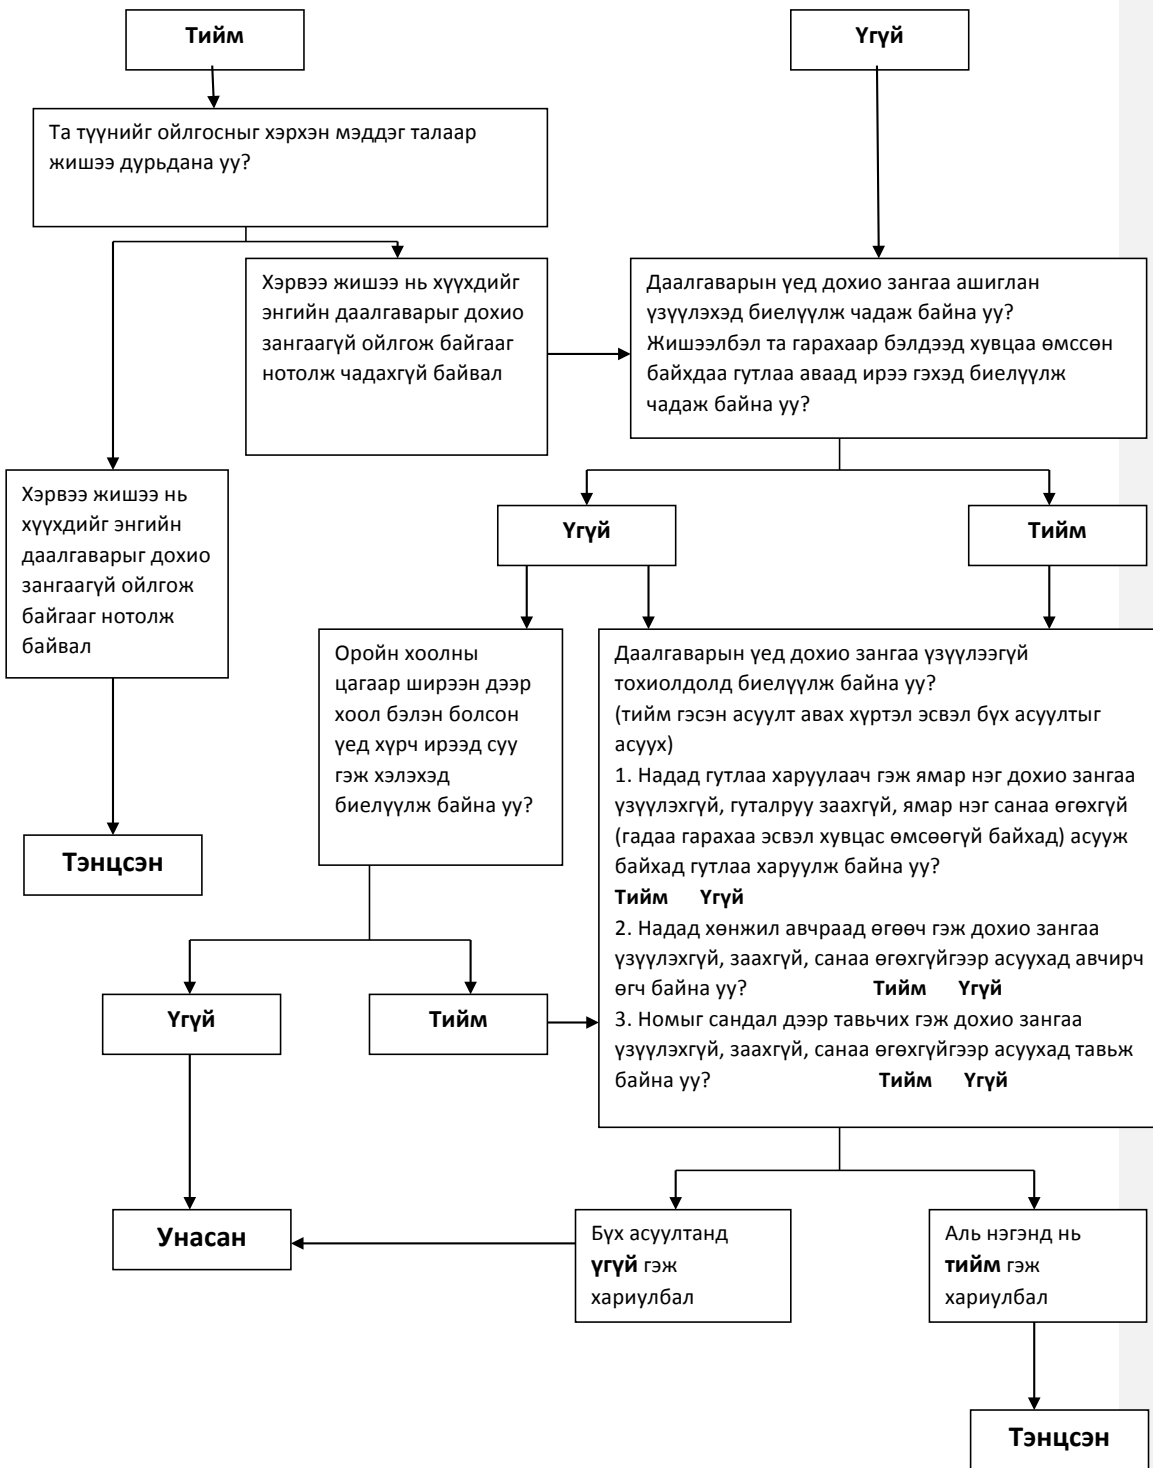 Тийм
Үгүй
Та түүнийг ойлгосныг хэрхэн мэддэг талаар
жишээ дурьдана уу?
Хэрвээ жишээ нь хүүхдийг
энгийн даалгаварыг дохио
зангаагүй ойлгож байгааг
нотолж чадахгүй байвал
Даалгаварын үед дохио зангаа ашиглан
үзүүлэхэд биелүүлж чадаж байна уу?
Жишээлбэл та гарахаар бэлдээд хувцаа өмссөн
байхдаа гутлаа аваад ирээ гэхэд биелүүлж
чадаж байна уу?
Хэрвээ жишээ нь
хүүхдийг энгийн
даалгаварыг дохио
зангаагүй ойлгож
байгааг нотолж
байвал
Үгүй
Тийм
Оройн хоолны
цагаар ширээн дээр
хоол бэлэн болсон
үед хүрч ирээд суу
гэж хэлэхэд
биелүүлж байна уу?
Даалгаварын үед дохио зангаа үзүүлээгүй
тохиолдолд биелүүлж байна уу?
(тийм гэсэн асуулт авах хүртэл эсвэл бүх асуултыг
асуух)
1. Надад гутлаа харуулаач гэж ямар нэг дохио зангаа
үзүүлэхгүй, гуталруу заахгүй, ямар нэг санаа өгөхгүй
(гадаа гарахаа эсвэл хувцас өмсөөгүй байхад) асууж
байхад гутлаа харуулж байна уу?
Тийм Үгүй
2. Надад хөнжил авчраад өгөөч гэж дохио зангаа
үзүүлэхгүй, заахгүй, санаа өгөхгүйгээр асуухад авчирч
өгч байна уу? Тийм Үгүй
3. Номыг сандал дээр тавьчих гэж дохио зангаа
үзүүлэхгүй, заахгүй, санаа өгөхгүйгээр асуухад тавьж
байна уу? Тийм Үгүй
Тэнцсэн
Үгүй
Тийм
Унасан
Бүх асуултанд
үгүй гэж
хариулбал
Аль нэгэнд нь
тийм гэж
хариулбал
Тэнцсэн